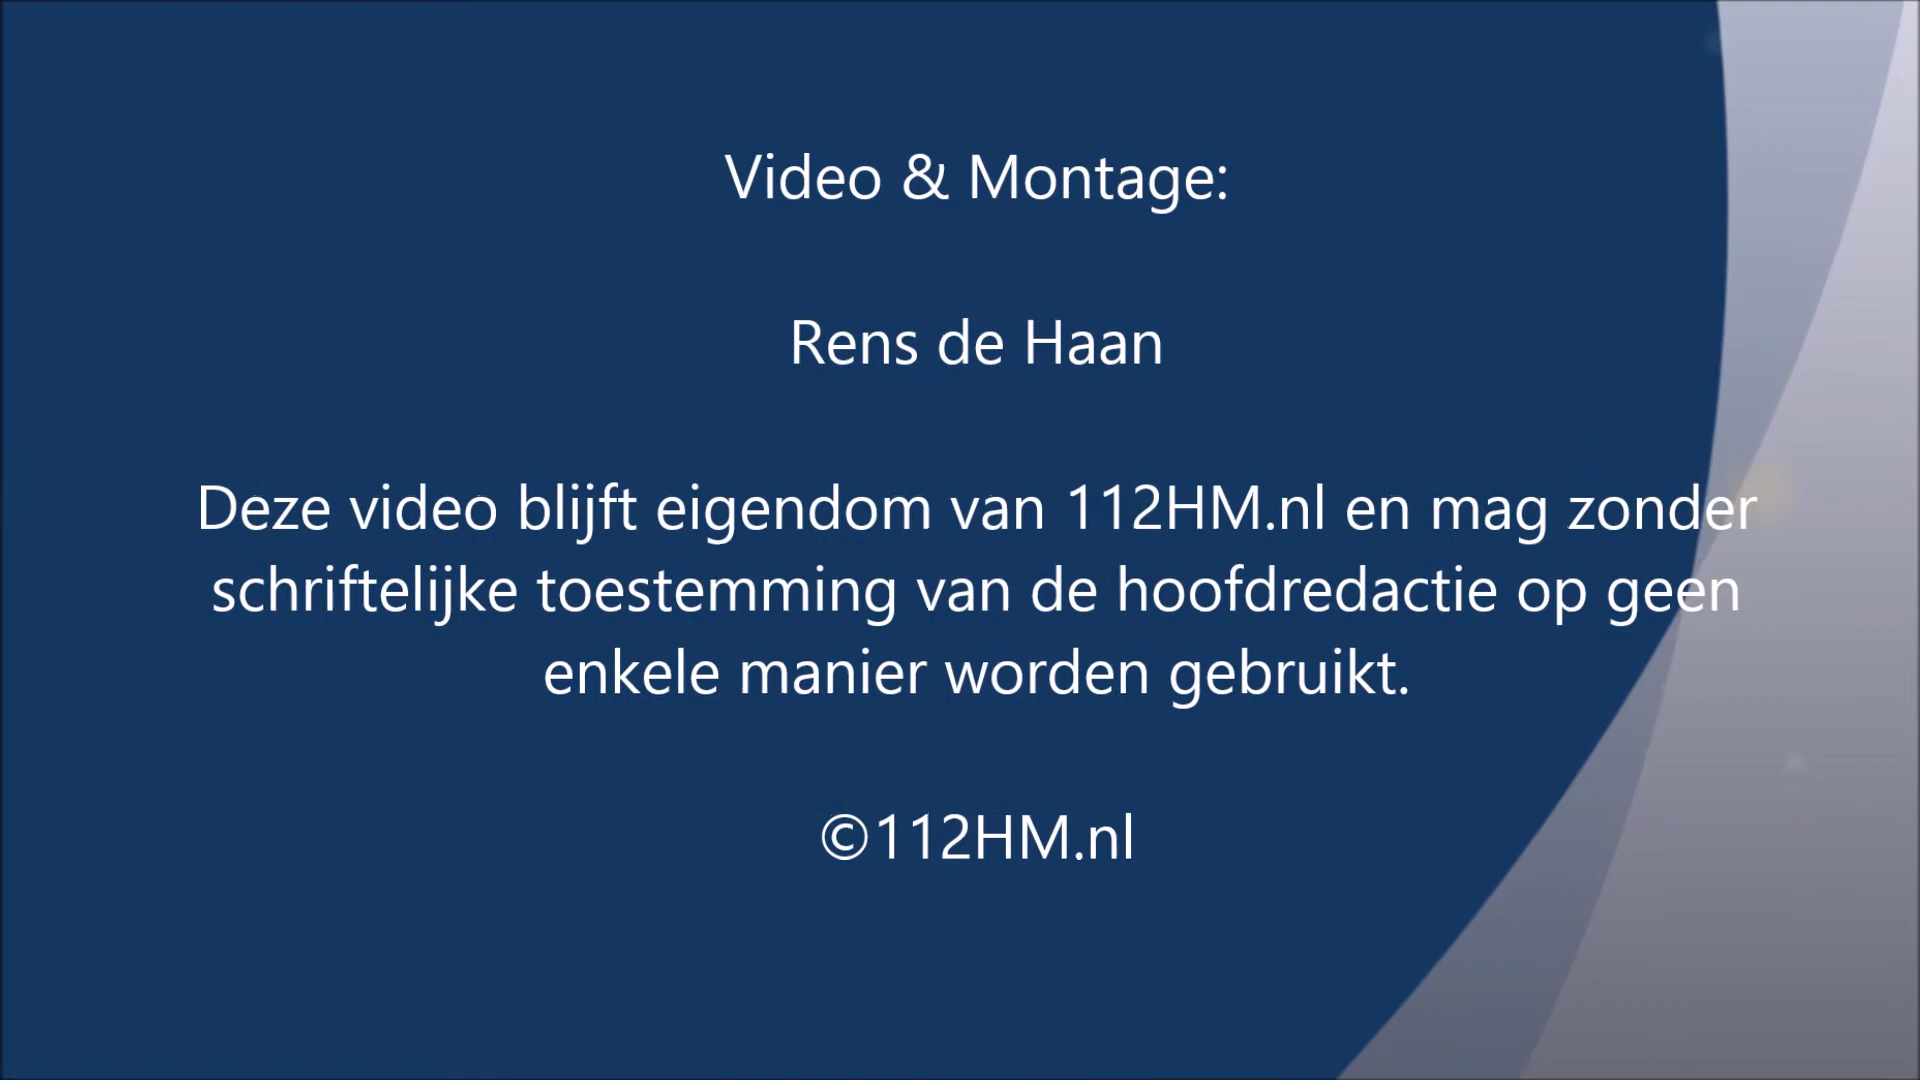 Video & Montage:
Rens de Haan
Deze video blijft eigendom van 112HM.nl en mag zonder
schriftelijke toestemming van de hoofdredactie op geen
enkele manier worden gebruikt.
©112HM.nl